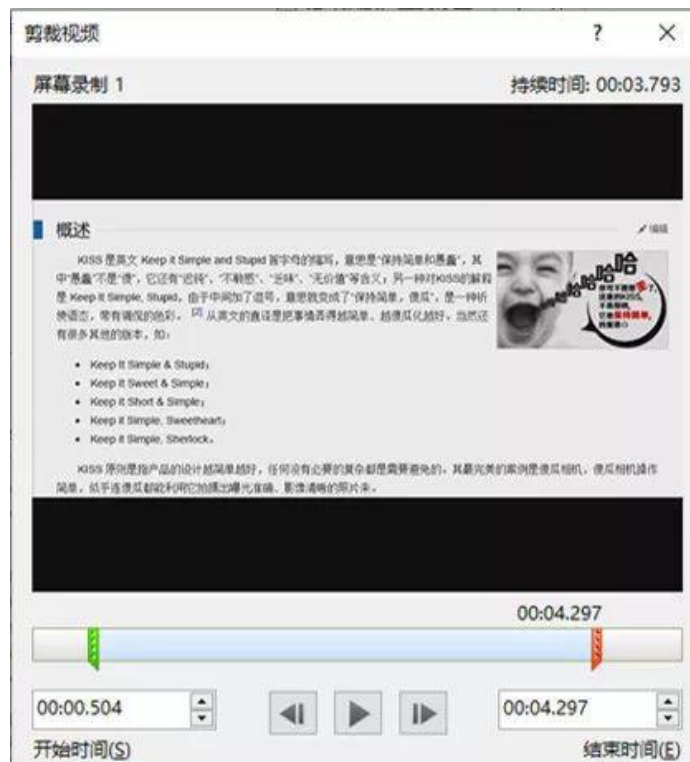 剪裁视频
? ×
屏幕录制 1
持续时间: 00:03.793
概述
编辑
KISS 是英文 Keep it Simple and Stupid 首字母的缩写，意思是“保持简单和愚蠢”，其
中“愚蠢”不是“傻”，它还有“迟钝”、“不敏感”、“乏味”、“无价值”等含义；另一种对KISS的解释
是 Keep it Simple, Stupid，由于中间加了逗号，意思就变成了“保持简单，傻瓜”，是一种祈
使语态，带有调侃的色彩。 [2] 从英文的直译是把事情弄得越简单、越傻瓜化越好，当然还
有很多其他的版本，如：
哈哈哈哈哈哈
• Keep It Simple & Stupid；
• Keep It Sweet & Simple；
• Keep It Short & Simple；
• Keep it Simple, Sweetheart；
• Keep it Simple, Sherlock。
KISS 原则是指产品的设计越简单越好，任何没有必要的复杂都是需要避免的。其最完美的案例是傻瓜相机，傻瓜相机操作
简单，似乎连傻瓜都能利用它拍摄出曝光准确、影像清晰的照片来。
00:04.297
00:00.504
00:04.297
开始时间(S)
结束时间(E)